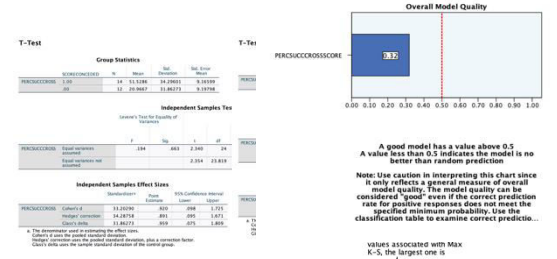 T-Test
Group Statistics
SCORECONCEDED N Mean Std. Deviation Std. Error Mean
PERCSUCCROSS 1.00 14 51.5286 34.29601 9.16599
.00 12 20.9667 31.86273 9.19798
Independent Samples Tes
Levene's Test for Equality of Variances
F Sig. t df
PERCSUCCROSS Equal variances assumed .194 .663 2.340 24
Equal variances not assumed 2.354 23.819
Independent Samples Effect Sizes
Standardizerᵃ Point Estimate 95% Confidence Interval
Lower Upper
PERCSUCCROSS Cohen's d 33.20290 .920 .098 1.725
Hedges' correction 34.28758 .891 .095 1.671
Glass's delta 31.86273 .959 .075 1.809
a. The denominator used in estimating the effect sizes.
Cohen's d uses the pooled standard deviation.
Hedges' correction uses the pooled standard deviation, plus a correction factor.
Glass's delta uses the sample standard deviation of the control group.
T-Te
Overall Model Quality
PERCSUCCROSSSCORE
0.32
0.00 0.10 0.20 0.30 0.40 0.50 0.60 0.70 0.80 0.90 1.00
A good model has a value above 0.5
A value less than 0.5 indicates the model is no
better than random prediction
Note: Use caution in interpreting this chart since
it only reflects a general measure of overall
model quality. The model quality can be
considered "good" even if the correct prediction
rate for positive responses does not meet the
specified minimum probability. Use the
classification table to examine correct predictio...
values associated with Max
K-S, the largest one is